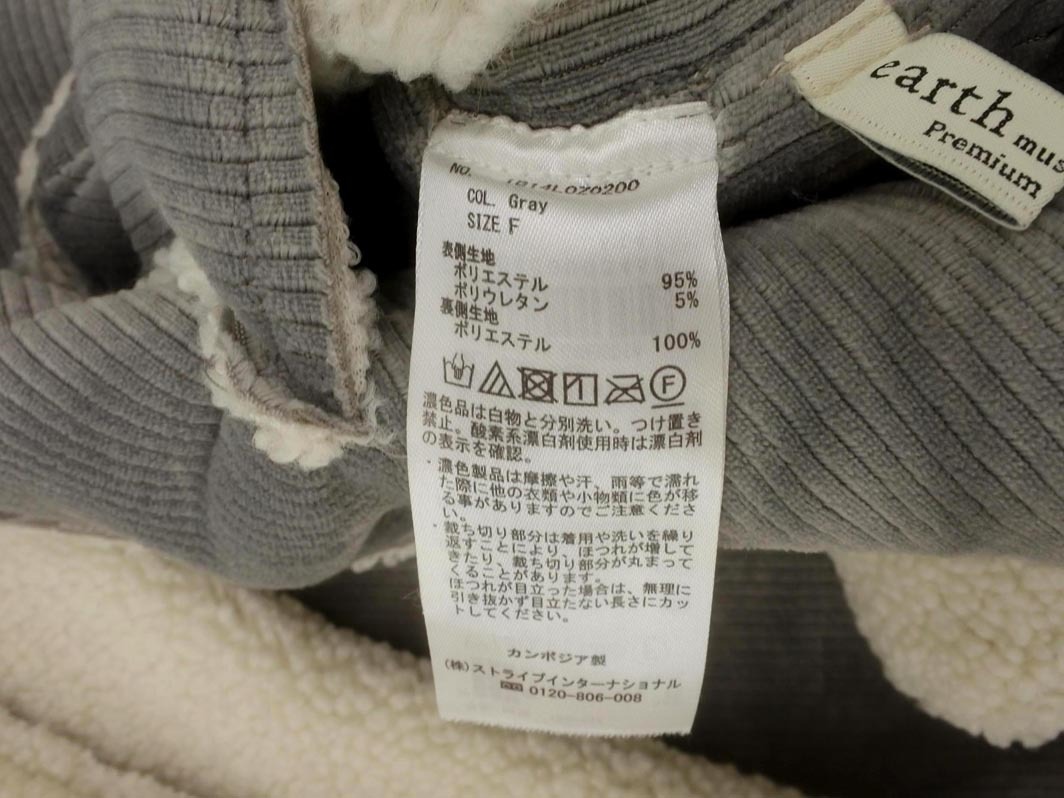 earth mus
Premium
NO.
COL. Gray
SIZE F
表側生地
ポリエステル 95%
ポリウレタン 5%
裏側生地
ポリエステル 100%
F
濃色品は白物と分別洗い。つけ置き
禁止。酸素系漂白剤使用時は漂白剤
の表示を確認。
・濃色製品は摩擦や汗、雨等で濡れ
た際に他の衣類や小物類に色が移
る事がありますのでご注意くださ
い。
・裁ち切り部分は着用や洗いを繰り
返すことにより、ほつれが増して
きたり、裁ち切り部分が丸まって
くることがあります。
ほつれが目立った場合は、無理に
引き抜かず目立たない長さにカッ
トしてください。
カンボジア製
(株)ストライプインターナショナル
0120-806-008